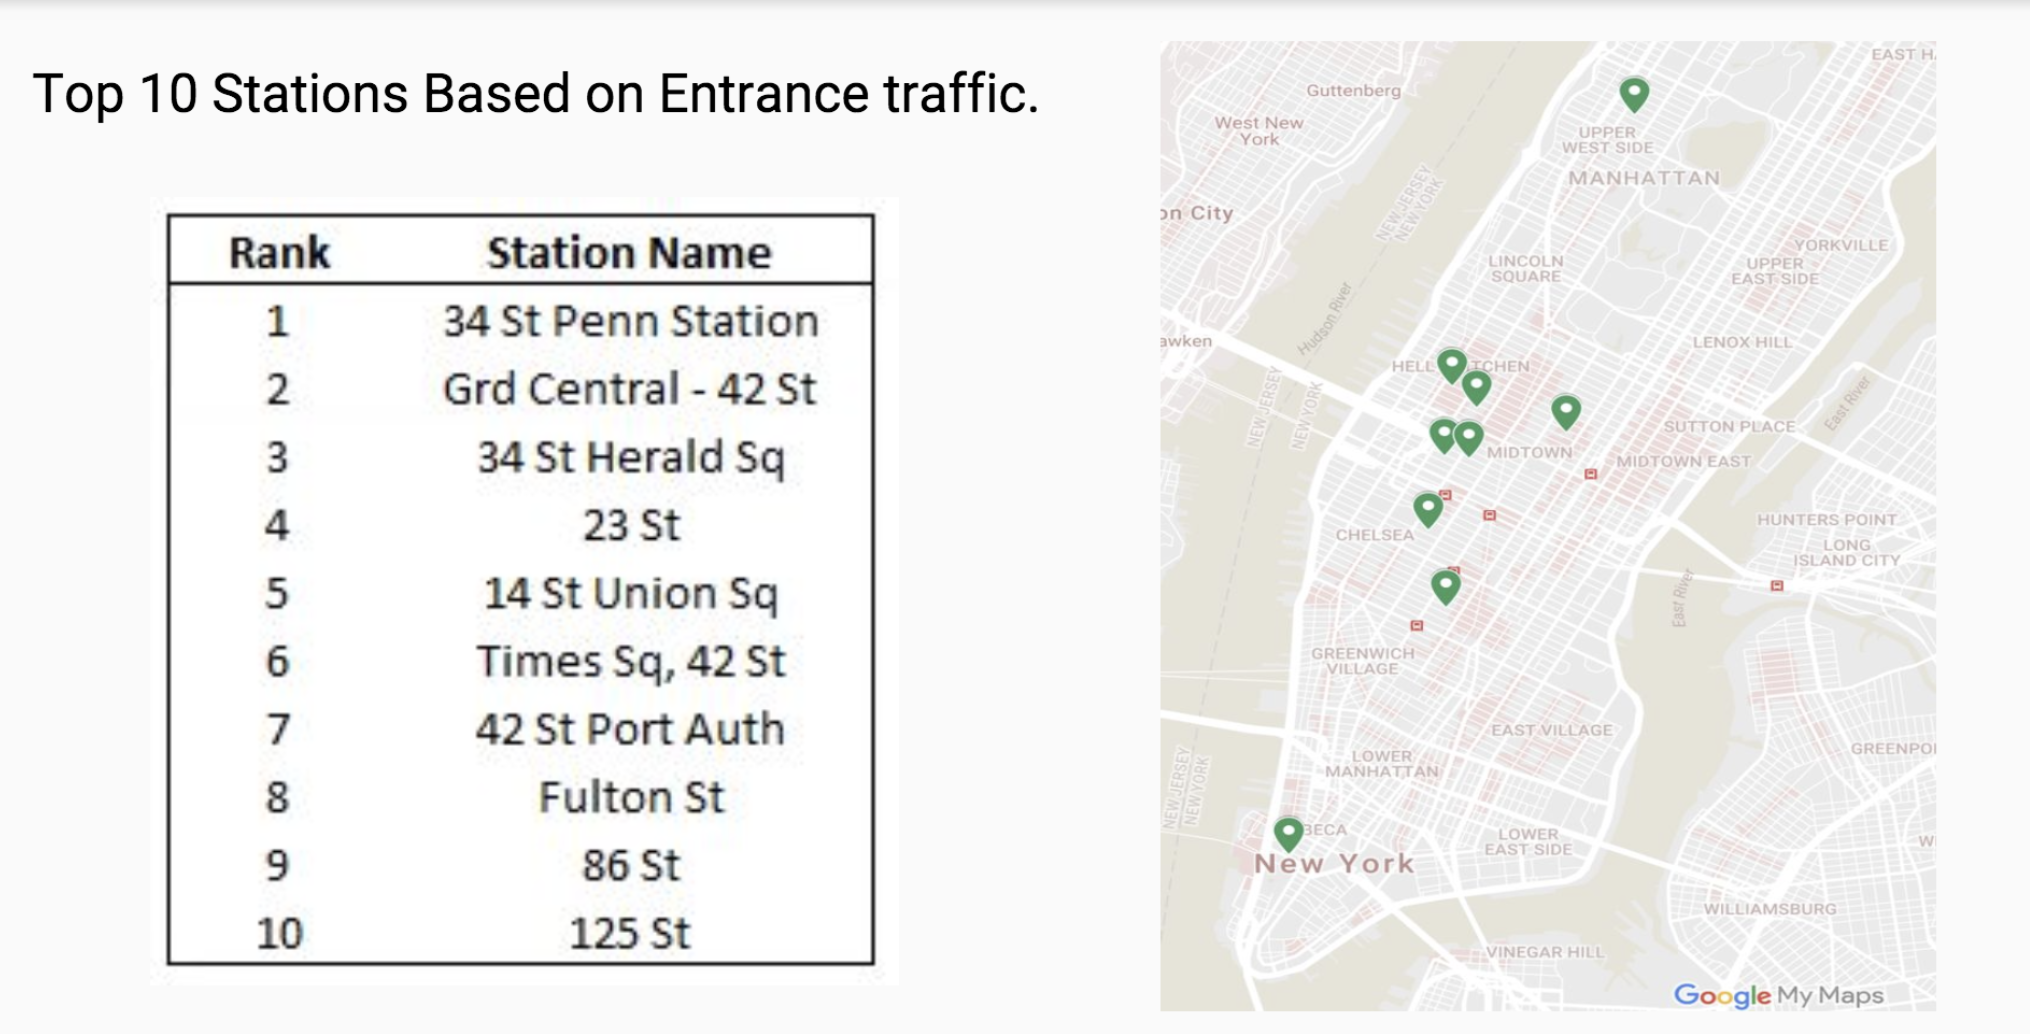 Top 10 Stations Based on Entrance traffic.
Rank Station Name
1 34 St Penn Station
2 Grd Central - 42 St
3 34 St Herald Sq
4 23 St
5 14 St Union Sq
6 Times Sq, 42 St
7 42 St Port Auth
8 Fulton St
9 86 St
10 125 St
EAST H
Guttenberg
West New
York
UPPER
WEST SIDE
MANHATTAN
NEW JERSEY
NEW YORK
on City
YORKVILLE
LINCOLN
SQUARE
UPPER
EAST SIDE
Hudson River
awken
LENOX HILL
HELL TCHEN
NEW JERSEY
NEW YORK
East River
SUTTON PLACE
MIDTOWN
MIDTOWN EAST
CHELSEA
HUNTERS POINT
LONG
ISLAND CITY
East River
GREENWICH
VILLAGE
EAST VILLAGE
GREENPOI
LOWER
MANHATTAN
NEW JERSEY
NEW YORK
BECA
LOWER
EAST SIDE
W
New York
WILLIAMSBURG
VINEGAR HILL
Google My Maps